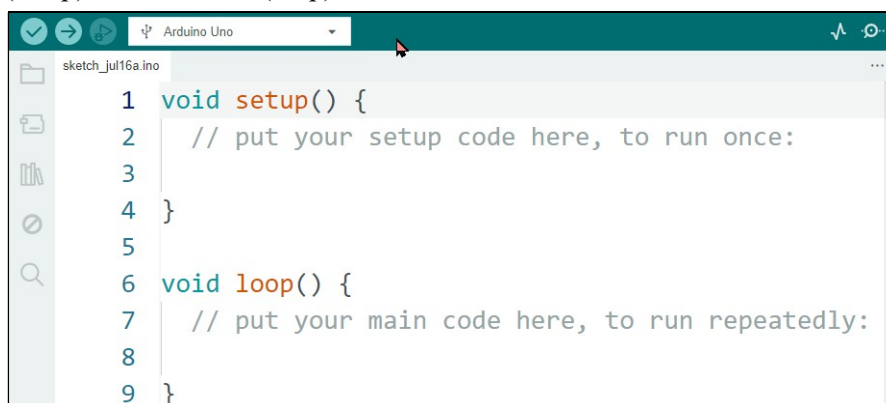 Arduino Uno
sketch_jul16a.ino
1 void setup() {
2 // put your setup code here, to run once:
3
4 }
5
6 void loop() {
7 // put your main code here, to run repeatedly:
8
9 }